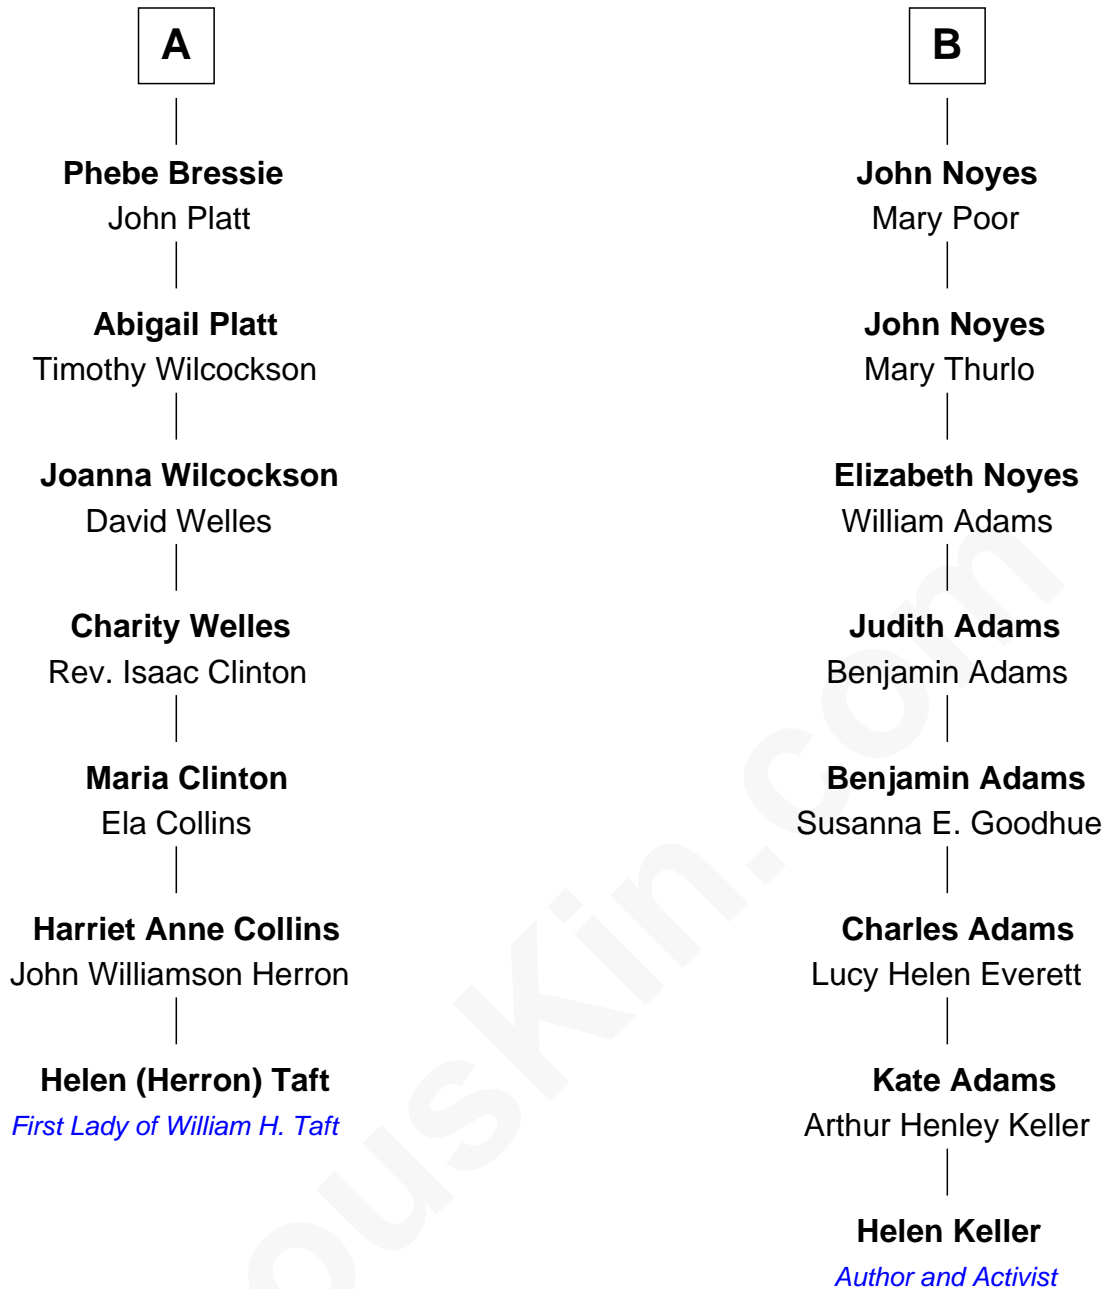 A
Phebe Bressie
John Platt
Abigail Platt
Timothy Wilcockson
Joanna Wilcockson
David Welles
Charity Welles
Rev. Isaac Clinton
Maria Clinton
Ela Collins
Harriet Anne Collins
John Williamson Herron
Helen (Herron) Taft
First Lady of William H. Taft
B
John Noyes
Mary Poor
John Noyes
Mary Thurlo
Elizabeth Noyes
William Adams
Judith Adams
Benjamin Adams
Benjamin Adams
Susanna E. Goodhue
Charles Adams
Lucy Helen Everett
Kate Adams
Arthur Henley Keller
Helen Keller
Author and Activist
ousKin.com